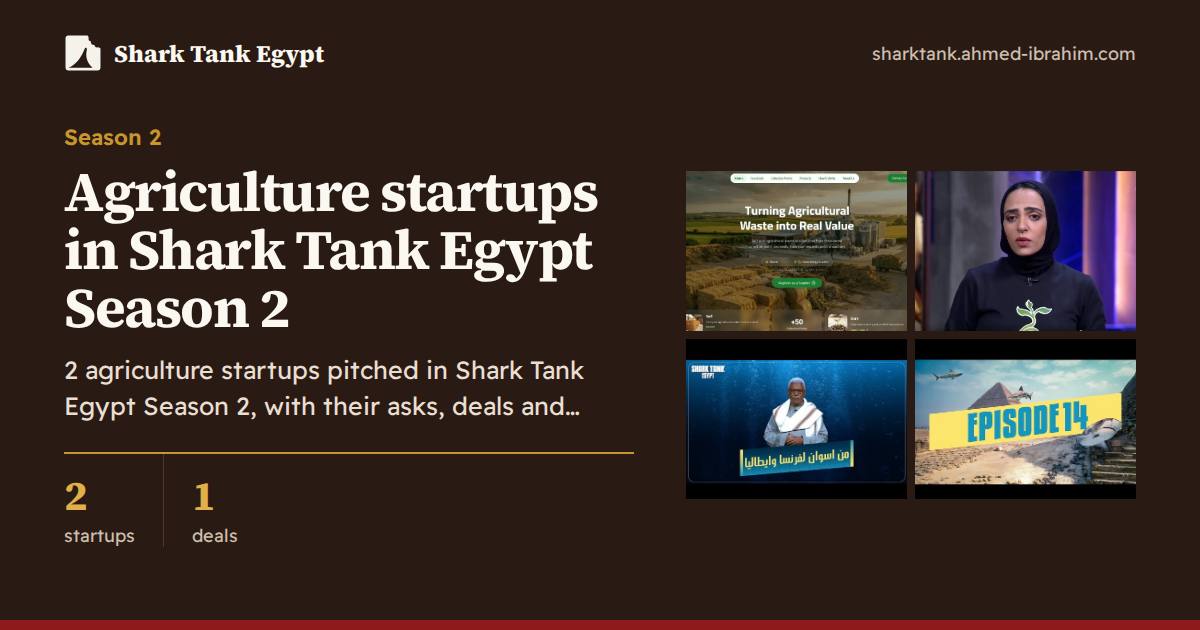 Shark Tank Egypt
sharktank.ahmed-ibrahim.com
Season 2
Agriculture startups
in Shark Tank Egypt
Season 2
2 agriculture startups pitched in Shark Tank
Egypt Season 2, with their asks, deals and...
2
startups
1
deals
Turning Agricultural
Waste into Real Value
+50
SHARK TANK
EGYPT
من اسوان لفرنسا وايطاليا
EPISODE 14